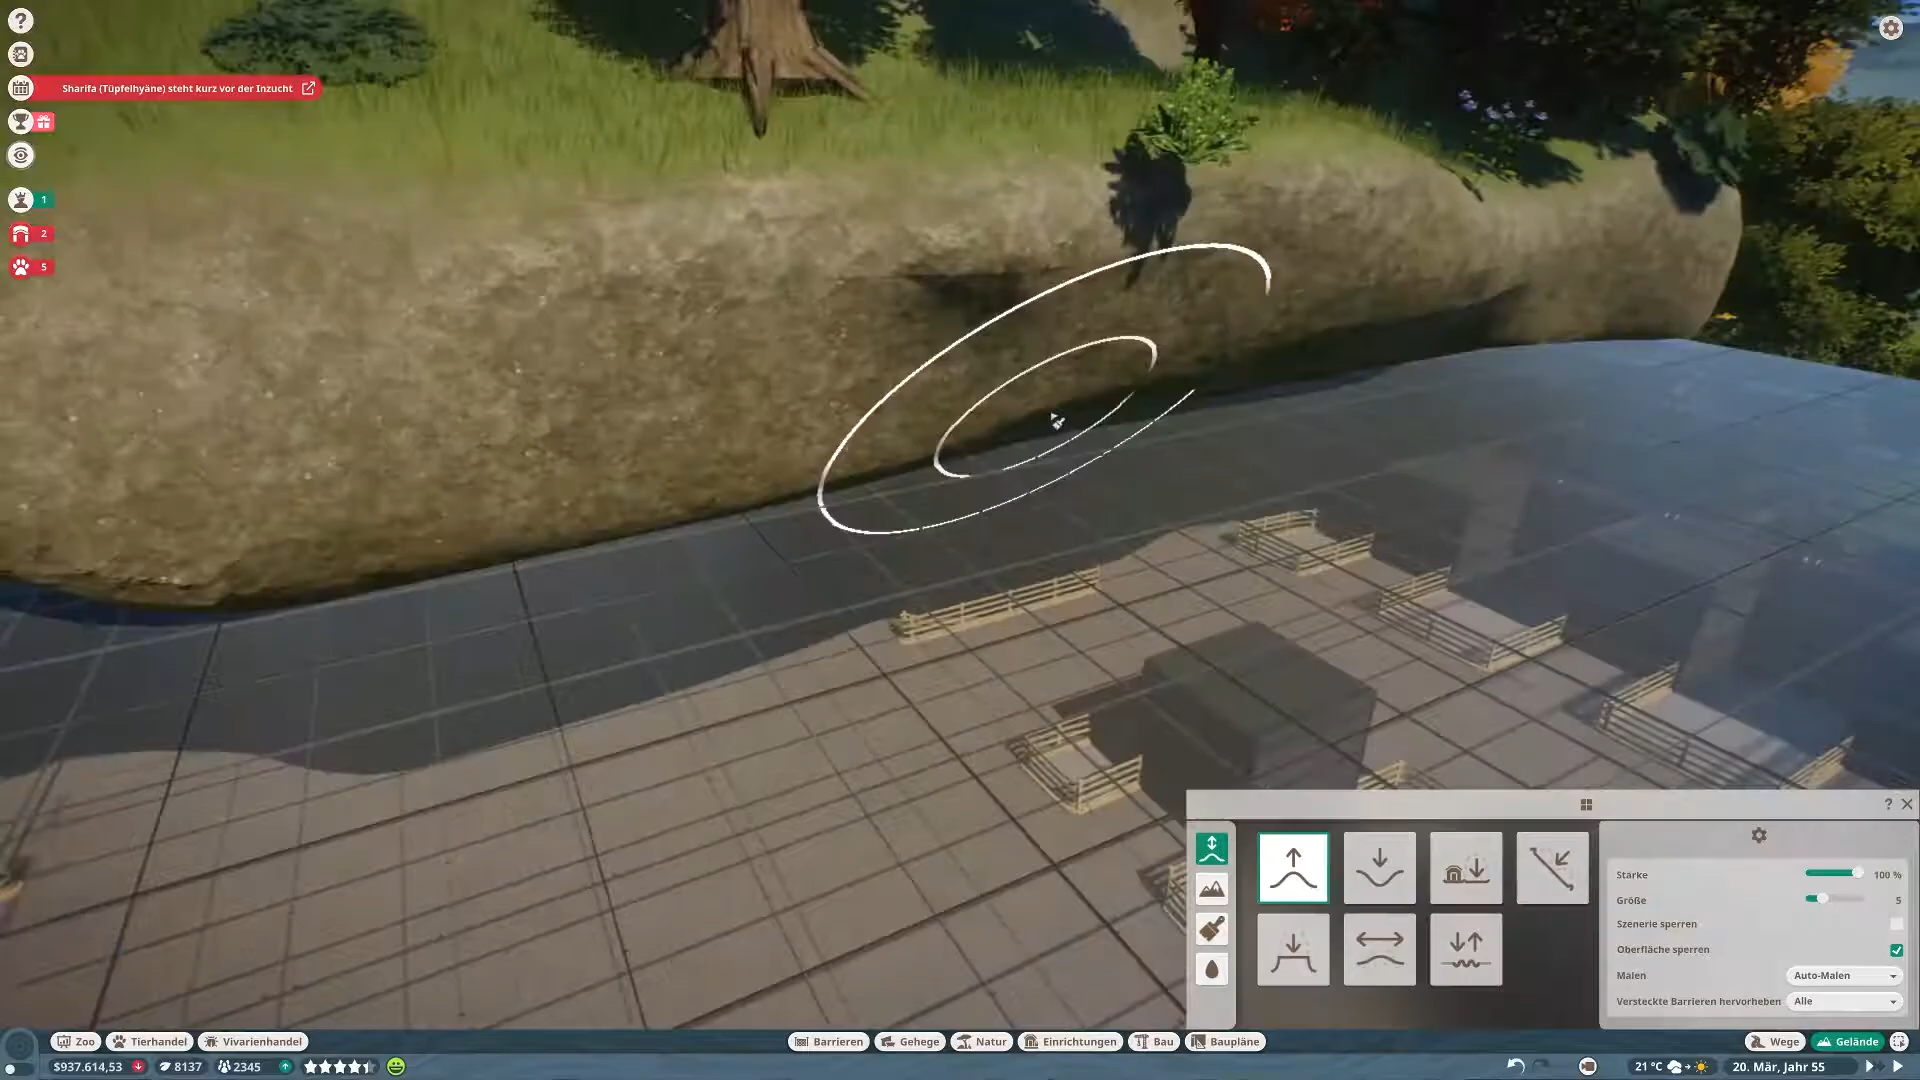 ?
Sharifa (Tüpfelhyäne) steht kurz vor der Inzucht
1
2
5
?
Stärke
100 %
Größe
5
Szenerie sperren
Oberfläche sperren
Malen
Auto-Malen
Versteckte Barrieren hervorheben
Alle
Zoo
Tierhandel
Vivarienhandel
Barrieren
Gehege
Natur
Einrichtungen
Bau
Baupläne
Wege
Gelände
$937.614,53
8137
2345
21 °C
20. Mär, Jahr 55